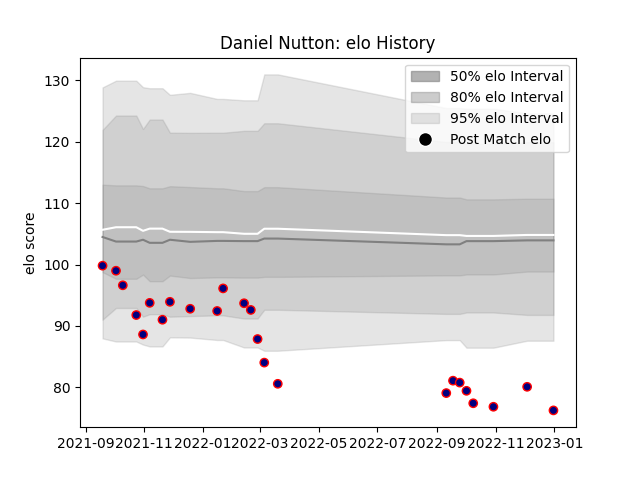 Daniel Nutton: elo History
50% elo Interval
80% elo Interval
95% elo Interval
Post Match elo
elo score
130
120
110
100
90
80
2021-09 2021-11 2022-01 2022-03 2022-05 2022-07 2022-09 2022-11 2023-01